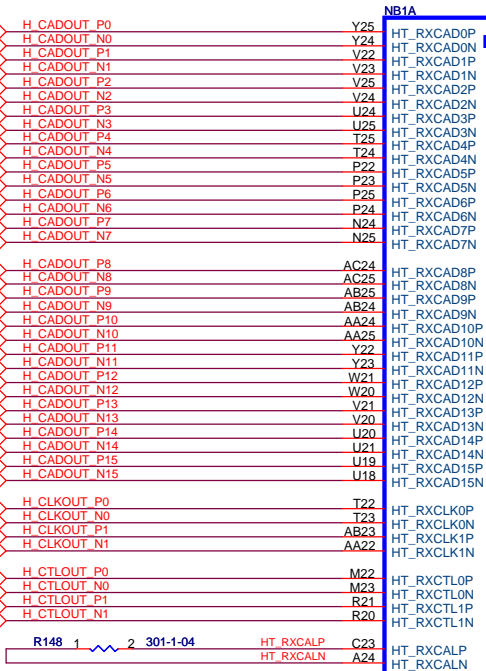 NB1A
H_CADOUT_P0 Y25 HT_RXCAD0P
H_CADOUT_N0 Y24 HT_RXCAD0N
H_CADOUT_P1 V22 HT_RXCAD1P
H_CADOUT_N1 V23 HT_RXCAD1N
H_CADOUT_P2 V25 HT_RXCAD2P
H_CADOUT_N2 V24 HT_RXCAD2N
H_CADOUT_P3 U24 HT_RXCAD3P
H_CADOUT_N3 U25 HT_RXCAD3N
H_CADOUT_P4 T25 HT_RXCAD4P
H_CADOUT_N4 T24 HT_RXCAD4N
H_CADOUT_P5 P22 HT_RXCAD5P
H_CADOUT_N5 P23 HT_RXCAD5N
H_CADOUT_P6 P25 HT_RXCAD6P
H_CADOUT_N6 P24 HT_RXCAD6N
H_CADOUT_P7 N24 HT_RXCAD7P
H_CADOUT_N7 N25 HT_RXCAD7N
H_CADOUT_P8 AC24 HT_RXCAD8P
H_CADOUT_N8 AC25 HT_RXCAD8N
H_CADOUT_P9 AB25 HT_RXCAD9P
H_CADOUT_N9 AB24 HT_RXCAD9N
H_CADOUT_P10 AA24 HT_RXCAD10P
H_CADOUT_N10 AA25 HT_RXCAD10N
H_CADOUT_P11 Y22 HT_RXCAD11P
H_CADOUT_N11 Y23 HT_RXCAD11N
H_CADOUT_P12 W21 HT_RXCAD12P
H_CADOUT_N12 W20 HT_RXCAD12N
H_CADOUT_P13 V21 HT_RXCAD13P
H_CADOUT_N13 V20 HT_RXCAD13N
H_CADOUT_P14 U20 HT_RXCAD14P
H_CADOUT_N14 U21 HT_RXCAD14N
H_CADOUT_P15 U19 HT_RXCAD15P
H_CADOUT_N15 U18 HT_RXCAD15N
H_CLKOUT_P0 T22 HT_RXCLK0P
H_CLKOUT_N0 T23 HT_RXCLK0N
H_CLKOUT_P1 AB23 HT_RXCLK1P
H_CLKOUT_N1 AA22 HT_RXCLK1N
H_CTLOUT_P0 M22 HT_RXCTL0P
H_CTLOUT_N0 M23 HT_RXCTL0N
H_CTLOUT_P1 R21 HT_RXCTL1P
H_CTLOUT_N1 R20 HT_RXCTL1N
R148 1 2 301-1-04 HT_RXCALP C23 HT_RXCALP
HT_RXCALN A24 HT_RXCALN